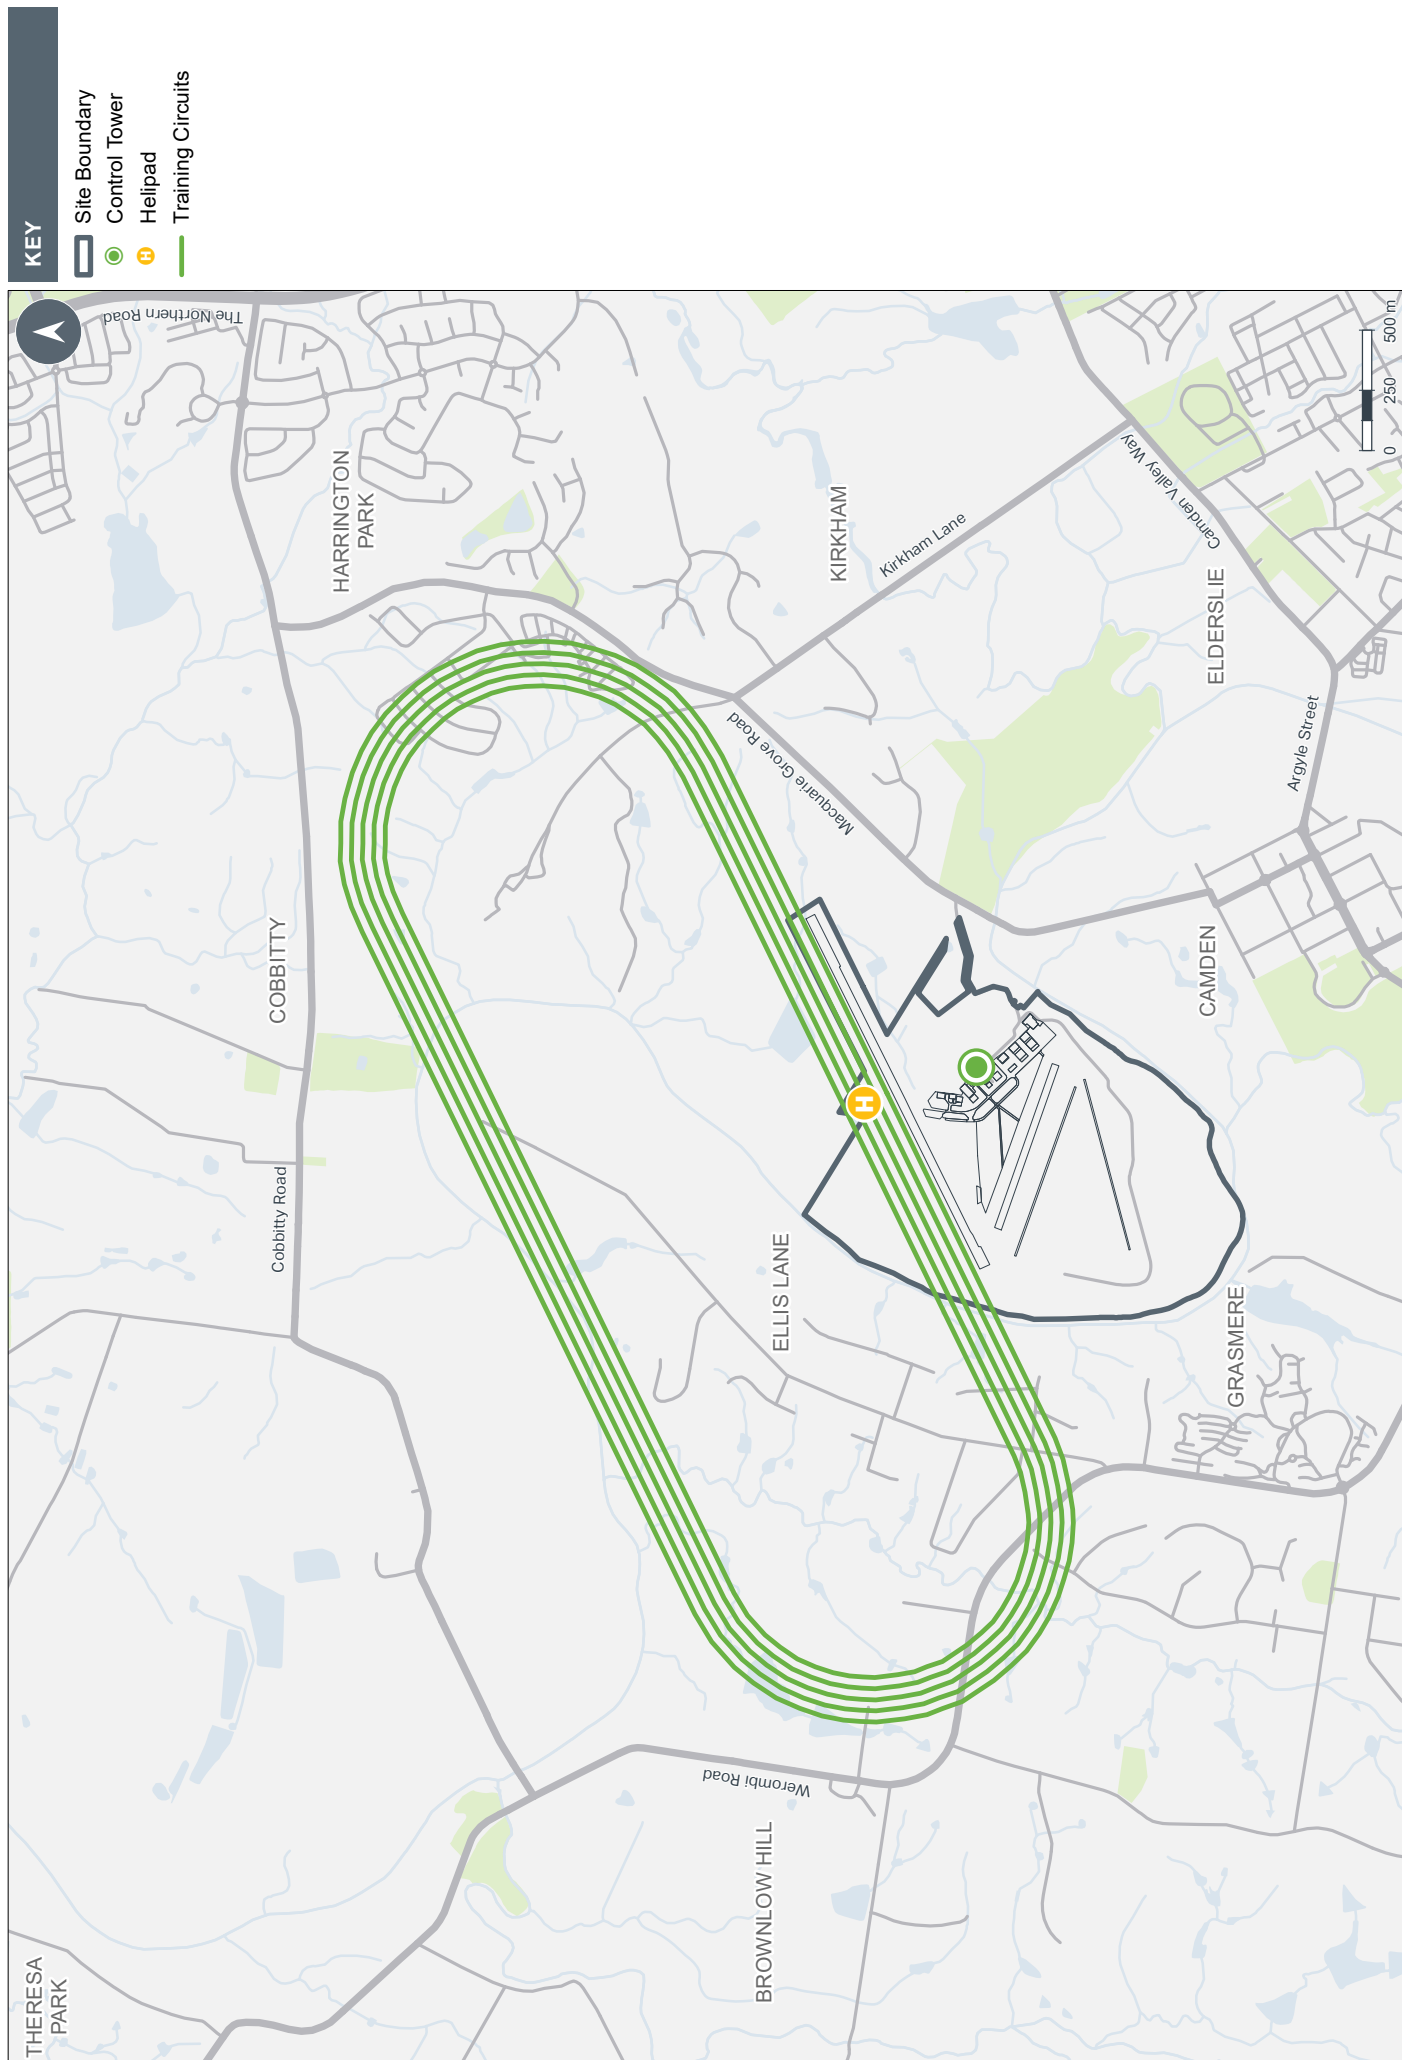 KEY
Site Boundary
Control Tower
H
Helipad
Training Circuits
THERESA
PARK
The Northern Road
HARRINGTON
PARK
COBBITTY
Cobbitty Road
BROWNLOW HILL
Werombi Road
ELLIS LANE
Macquarie Grove Road
KIRKHAM
Kirkham Lane
H
GRASMERE
CAMDEN
ELDERSLIE
Camden Valley Way
Argyle Street
0 250 500 m